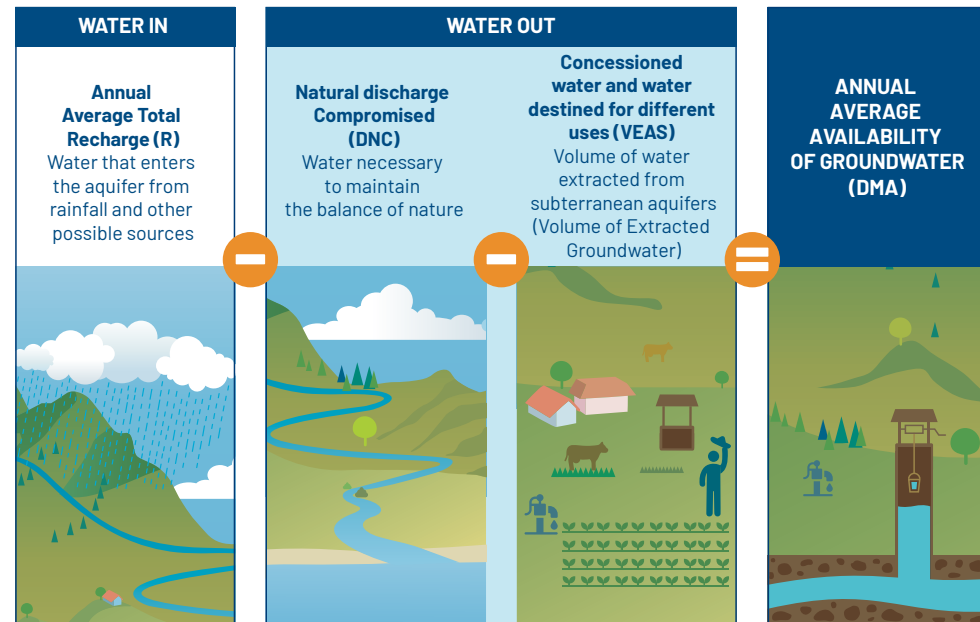 WATER IN
Annual
Average Total
Recharge (R)
Water that enters
the aquifer from
rainfall and other
possible sources
WATER OUT
Natural discharge
Compromised
(DNC)
Water necessary
to maintain
the balance of nature
Concessioned
water and water
destined for different
uses (VEAS)
Volume of water
extracted from
subterranean aquifers
(Volume of Extracted
Groundwater)
ANNUAL
AVERAGE
AVAILABILITY
OF GROUNDWATER
(DMA)